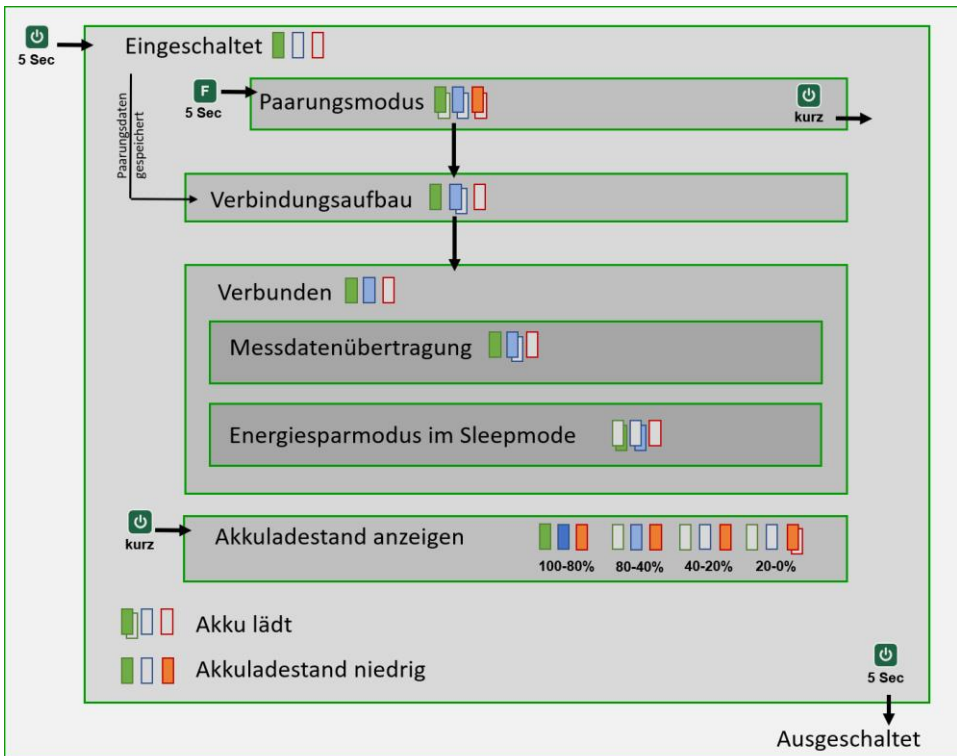 5 Sec
Eingeschaltet
Paarungsdaten
gespeichert
F
5 Sec
Paarungsmodus
kurz
Verbindungsaufbau
Verbunden
Messdatenübertragung
Energiesparmodus im Sleepmode
kurz
Akkuladestand anzeigen
100-80%
80-40%
40-20%
20-0%
Akku lädt
Akkuladestand niedrig
5 Sec
Ausgeschaltet